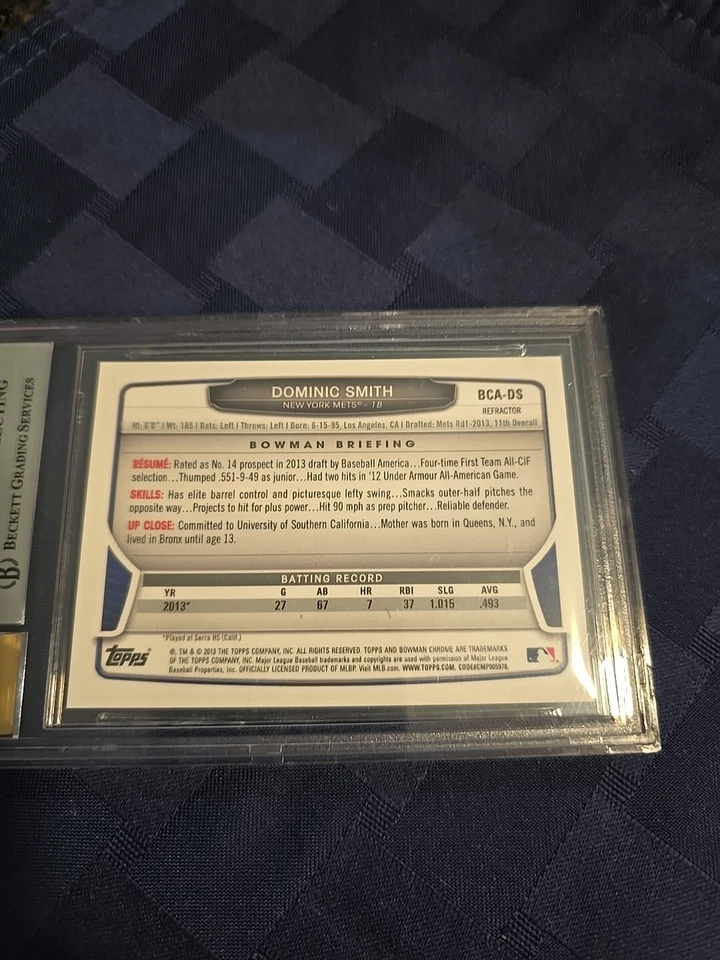 DOMINIC SMITH
NEW YORK METS® - 1B
BCA-DS
REFRACTOR
Ht: 6'0" | Wt: 185 | Bats: Left | Throws: Left | Born: 6-15-95, Los Angeles, CA | Drafted: Mets Rd1-2013, 11th Overall
BOWMAN BRIEFING
RÉSUMÉ: Rated as No. 14 prospect in 2013 draft by Baseball America...Four-time First Team All-CIF
selection...Thumped .551-9-49 as junior...Had two hits in '12 Under Armour All-American Game.
SKILLS: Has elite barrel control and picturesque lefty swing...Smacks outer-half pitches the
opposite way...Projects to hit for plus power...Hit 90 mph as prep pitcher...Reliable defender.
UP CLOSE: Committed to University of Southern California...Mother was born in Queens, N.Y., and
lived in Bronx until age 13.
BATTING RECORD
YR G AB HR RBI SLG AVG
2013* 27 67 7 37 1.015 .493
*Played at Serra HS (Calif.)
Topps
®, TM & © 2013 THE TOPPS COMPANY, INC. ALL RIGHTS RESERVED. TOPPS AND BOWMAN CHROME ARE TRADEMARKS
OF THE TOPPS COMPANY, INC. Major League Baseball trademarks and copyrights are used with permission of Major League
Baseball Properties, Inc. OFFICIALLY LICENSED PRODUCT OF MLBP. Visit MLB.com. WWW.TOPPS.COM. CODE#CMP005978.
BECKETT GRADING SERVICES
B